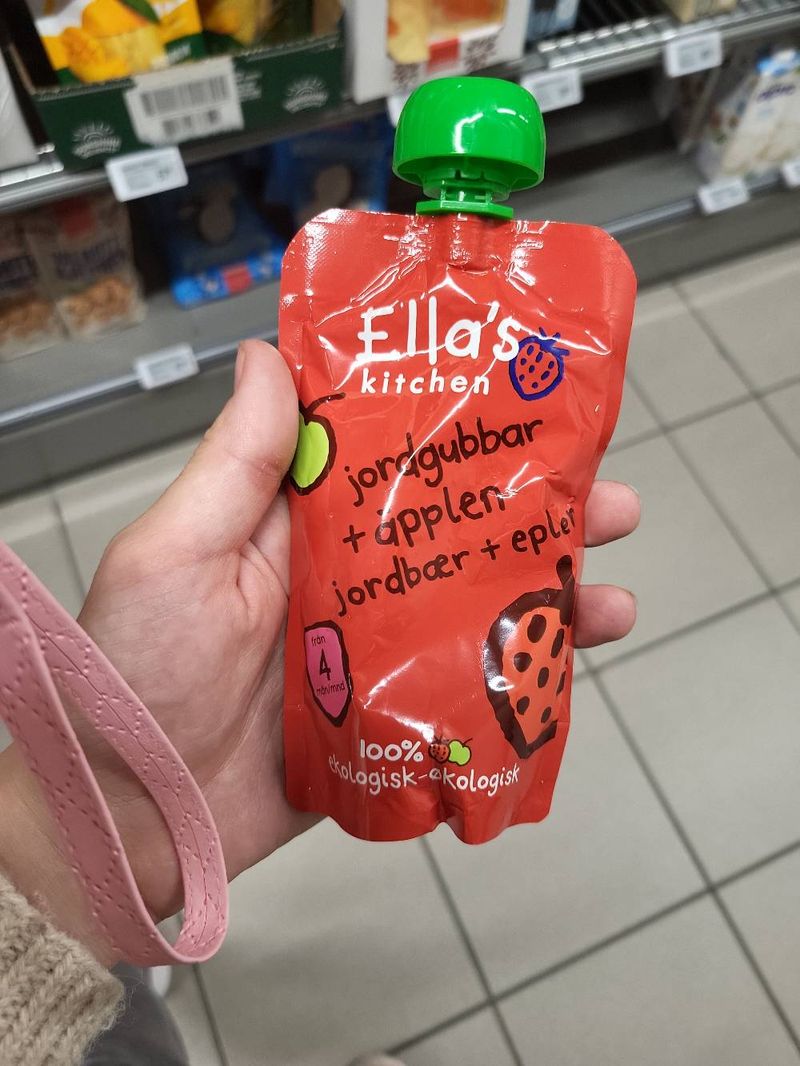 Ella's
kitchen
jordgubbar
+ äpplen
jordbær + epler
från
4
mån/mnd
100%
ekologisk-økologisk